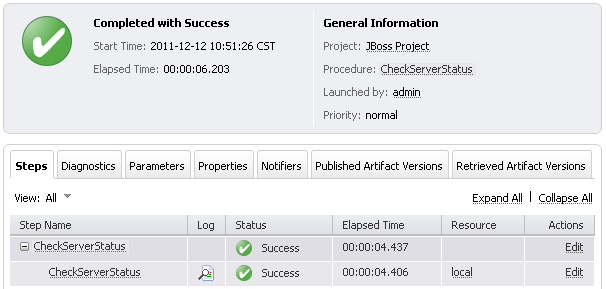 Completed with Success
Start Time: 2011-12-12 10:51:26 CST
Elapsed Time: 00:00:06.203
General Information
Project: JBoss Project
Procedure: CheckServerStatus
Launched by: admin
Priority: normal
Steps Diagnostics Parameters Properties Notifiers Published Artifact Versions Retrieved Artifact Versions
View: All Expand All | Collapse All
Step Name Log Status Elapsed Time Resource Actions
CheckServerStatus Success 00:00:04.437 Edit
CheckServerStatus Success 00:00:04.406 local Edit